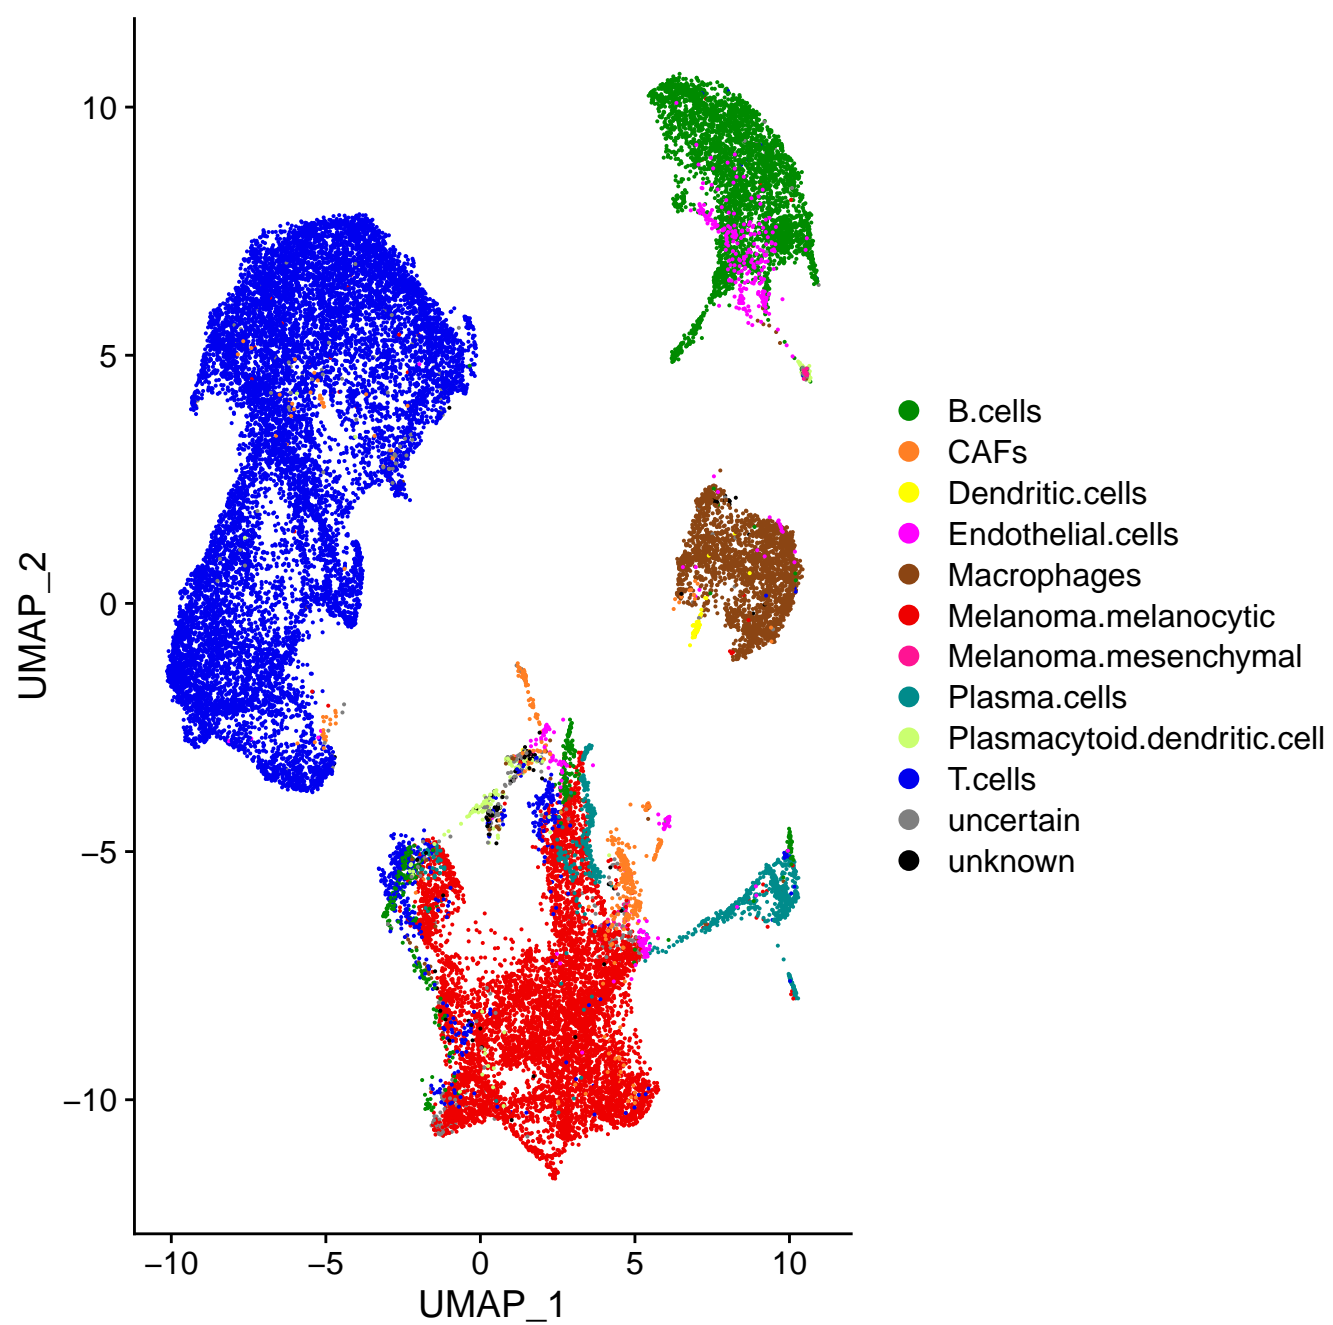 10
5
0
−5
−10
UMAP_2
−10 −5 0 5 10
UMAP_1
B.cells
CAFs
Dendritic.cells
Endothelial.cells
Macrophages
Melanoma.melanocytic
Melanoma.mesenchymal
Plasma.cells
Plasmacytoid.dendritic.cell
T.cells
uncertain
unknown